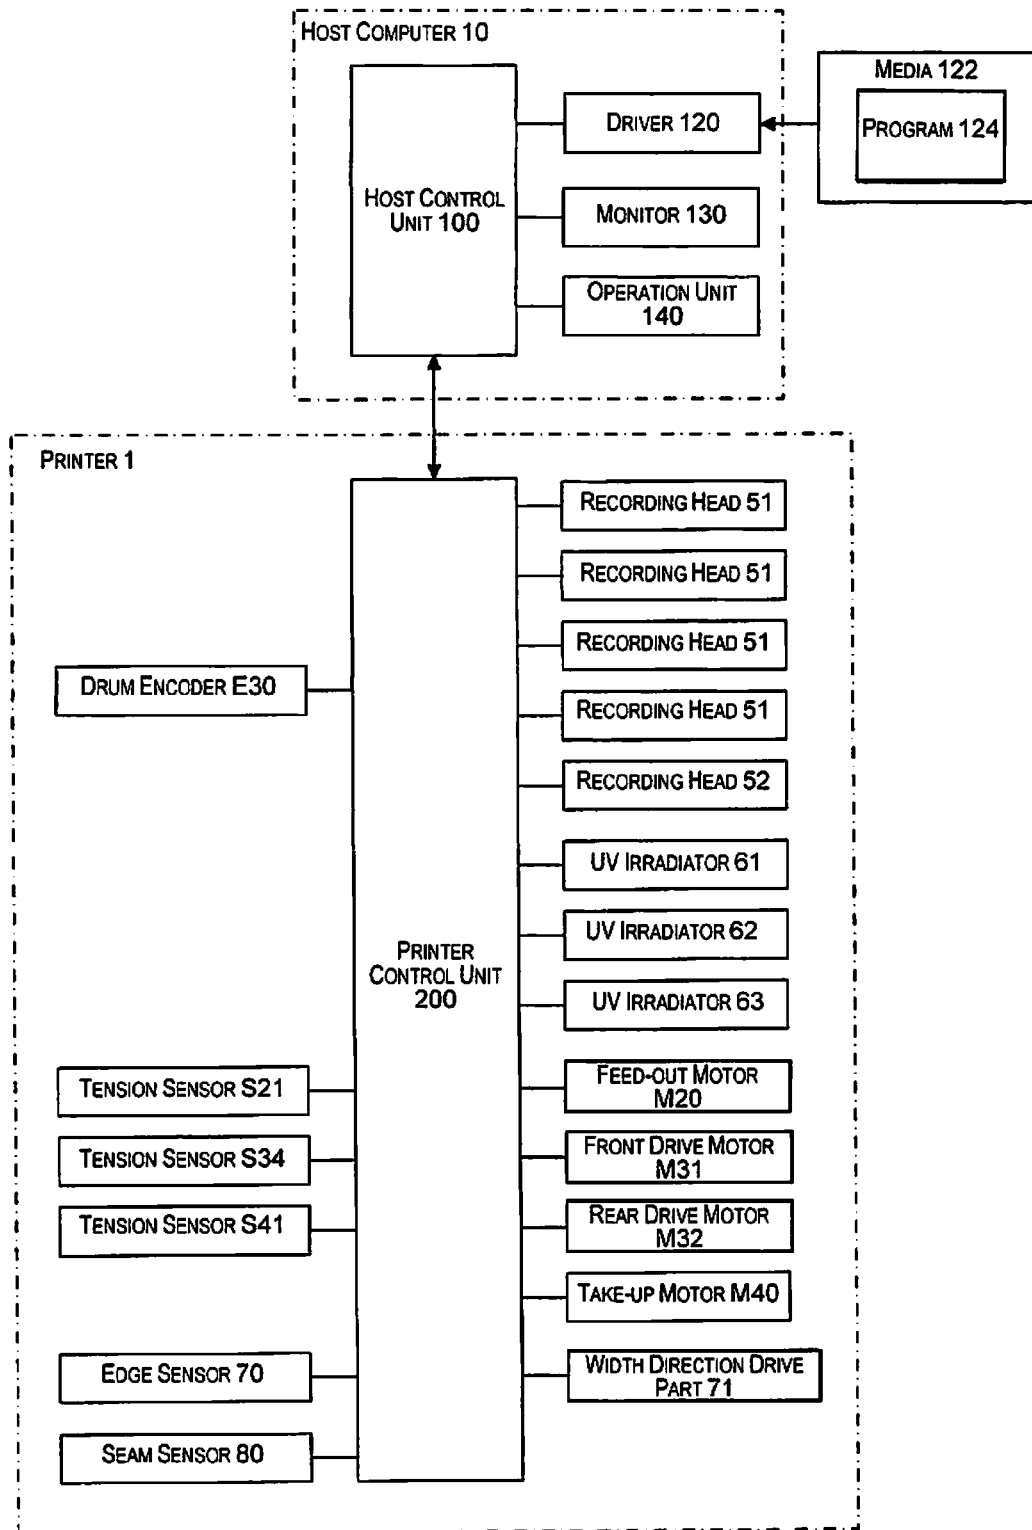 HOST COMPUTER 10
HOST CONTROL
UNIT 100
DRIVER 120
MONITOR 130
OPERATION UNIT
140
MEDIA 122
PROGRAM 124
PRINTER 1
PRINTER
CONTROL UNIT
200
DRUM ENCODER E30
TENSION SENSOR S21
TENSION SENSOR S34
TENSION SENSOR S41
EDGE SENSOR 70
SEAM SENSOR 80
RECORDING HEAD 51
RECORDING HEAD 51
RECORDING HEAD 51
RECORDING HEAD 51
RECORDING HEAD 52
UV IRRADIATOR 61
UV IRRADIATOR 62
UV IRRADIATOR 63
FEED-OUT MOTOR
M20
FRONT DRIVE MOTOR
M31
REAR DRIVE MOTOR
M32
TAKE-UP MOTOR M40
WIDTH DIRECTION DRIVE
PART 71